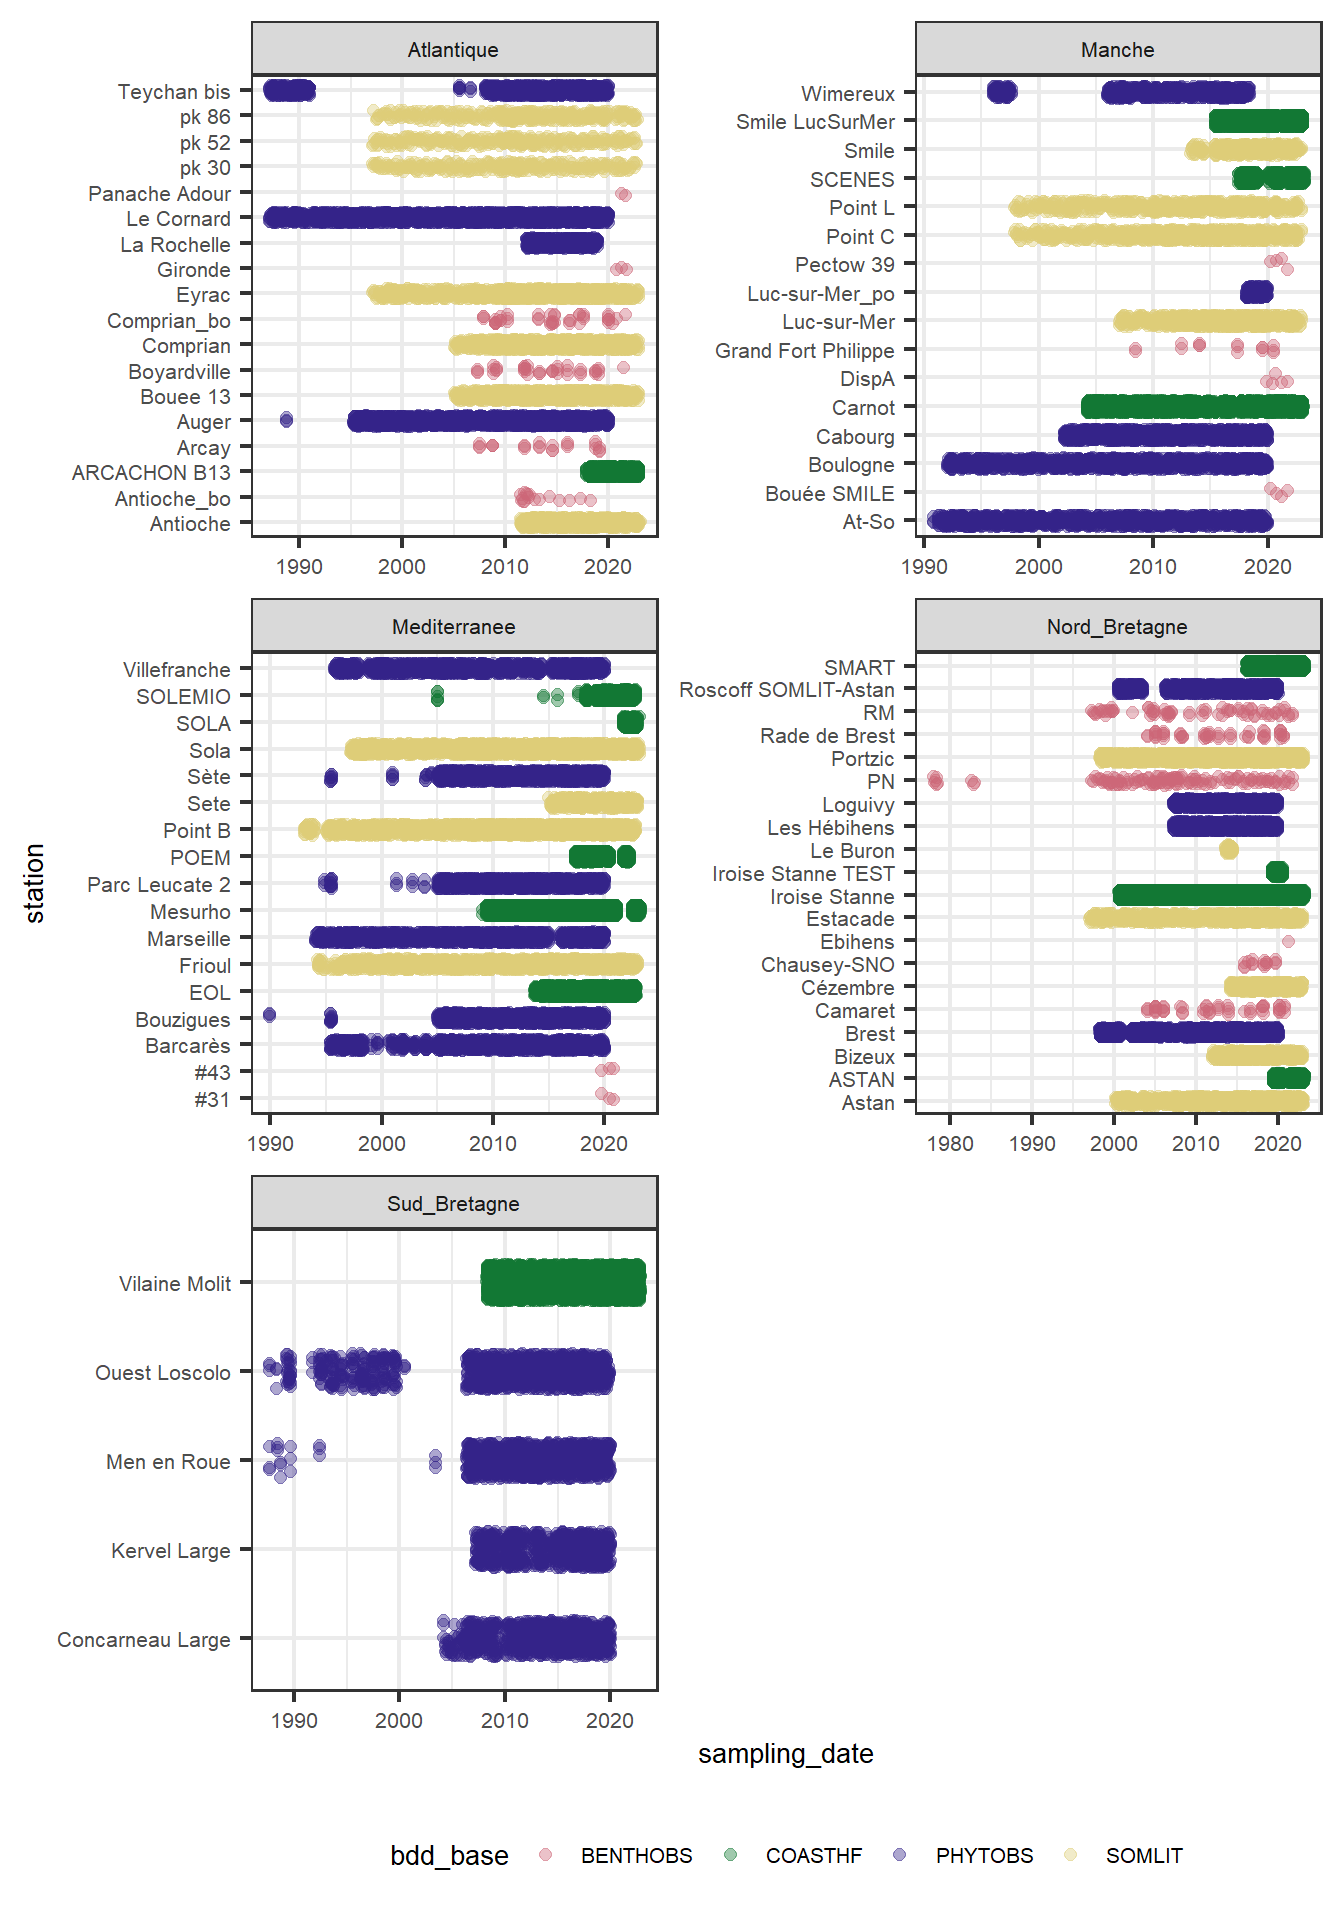 Atlantique
Teychan bis
pk 86
pk 52
pk 30
Panache Adour
Le Cornard
La Rochelle
Gironde
Eyrac
Comprian_bo
Comprian
Boyardville
Bouee 13
Auger
Arcay
ARCACHON B13
Antioche_bo
Antioche
1990 2000 2010 2020
Manche
Wimereux
Smile LucSurMer
Smile
SCENES
Point L
Point C
Pectow 39
Luc-sur-Mer_po
Luc-sur-Mer
Grand Fort Philippe
DispA
Carnot
Cabourg
Boulogne
Bouée SMILE
At-So
1990 2000 2010 2020
Mediterranee
Villefranche
SOLEMIO
SOLA
Sola
Sète
Sete
Point B
POEM
Parc Leucate 2
Mesurho
Marseille
Frioul
EOL
Bouzigues
Barcarès
#43
#31
1990 2000 2010 2020
Nord_Bretagne
SMART
Roscoff SOMLIT-Astan
RM
Rade de Brest
Portzic
PN
Loguivy
Les Hébihens
Le Buron
Iroise Stanne TEST
Iroise Stanne
Estacade
Ebihens
Chausey-SNO
Cézembre
Camaret
Brest
Bizeux
ASTAN
Astan
1980 1990 2000 2010 2020
Sud_Bretagne
Vilaine Molit
Ouest Loscolo
Men en Roue
Kervel Large
Concarneau Large
1990 2000 2010 2020
station
sampling_date
bdd_base BENTHOBS COASTHF PHYTOBS SOMLIT